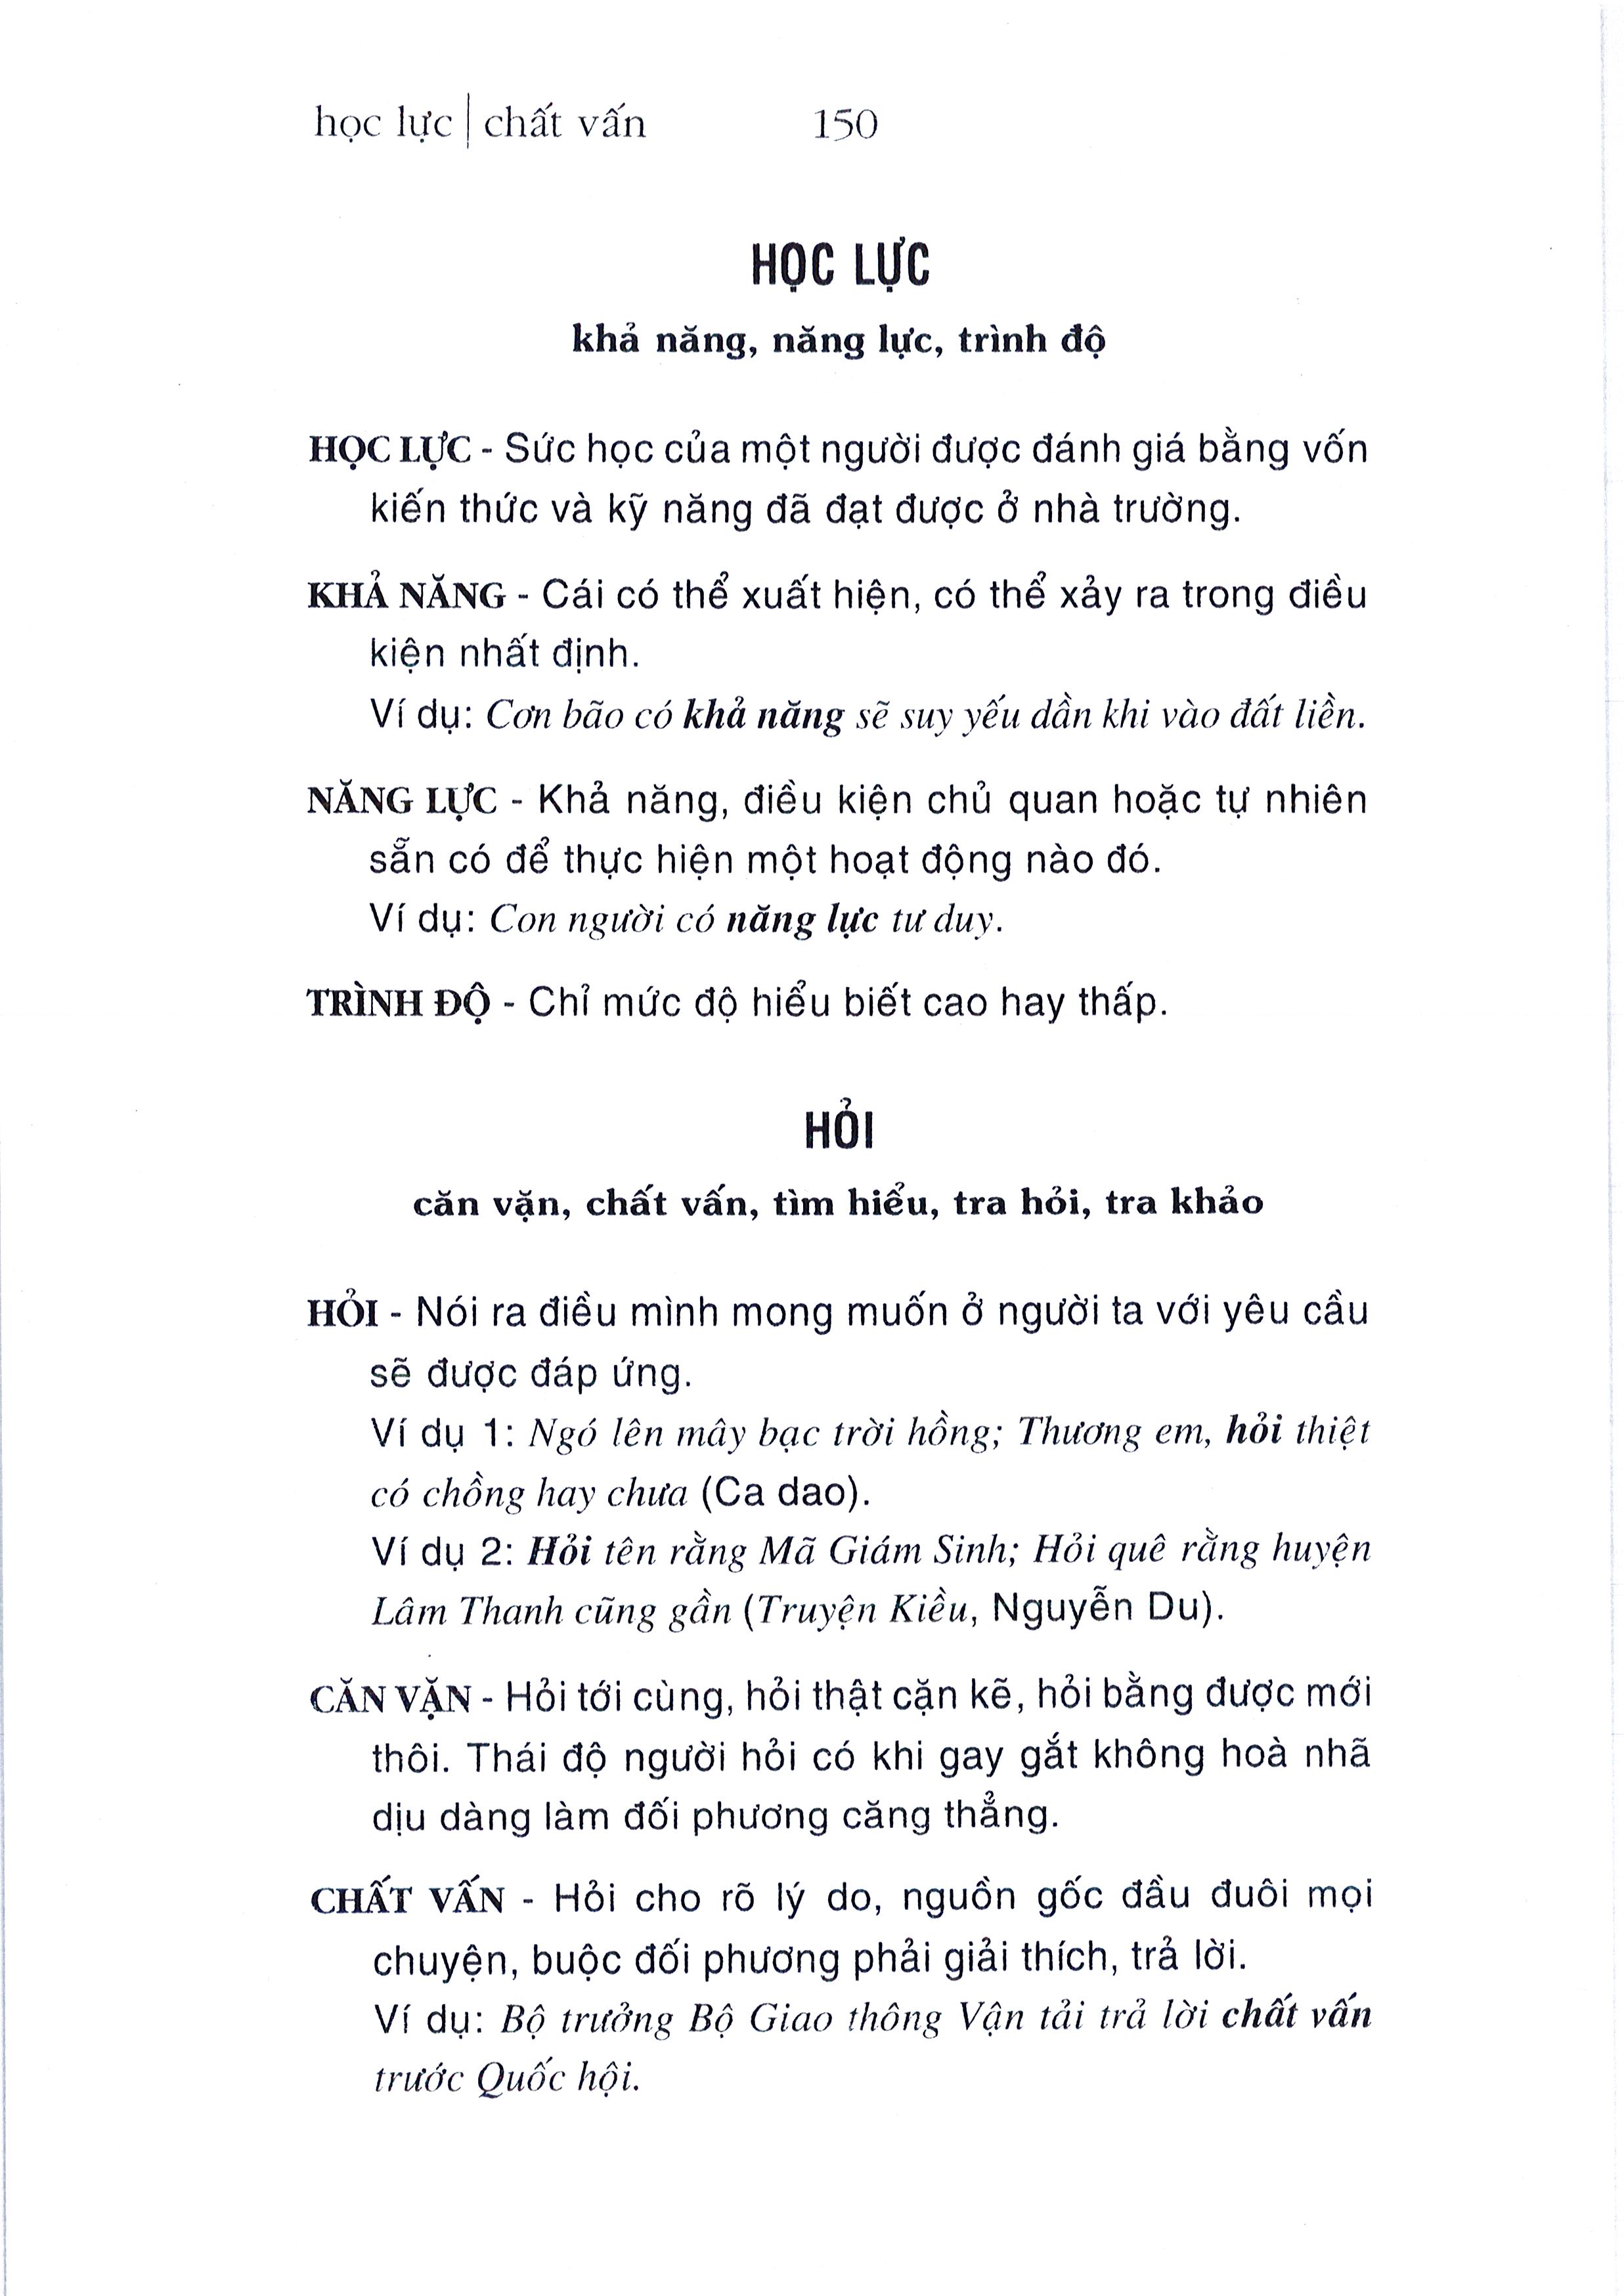 học lực | chất vấn 150
HỌC LỰC
khả năng, năng lực, trình độ
HỌC LỰC - Sức học của một người được đánh giá bằng vốn
kiến thức và kỹ năng đã đạt được ở nhà trường.
KHẢ NĂNG - Cái có thể xuất hiện, có thể xảy ra trong điều
kiện nhất định.
Ví dụ: Cơn bão có khả năng sẽ suy yếu dần khi vào đất liền.
NĂNG LỰC - Khả năng, điều kiện chủ quan hoặc tự nhiên
sẵn có để thực hiện một hoạt động nào đó.
Ví dụ: Con người có năng lực tư duy.
TRÌNH ĐỘ - Chỉ mức độ hiểu biết cao hay thấp.
HỎI
căn vặn, chất vấn, tìm hiểu, tra hỏi, tra khảo
HỎI - Nói ra điều mình mong muốn ở người ta với yêu cầu
sẽ được đáp ứng.
Ví dụ 1: Ngó lên mây bạc trời hồng; Thương em, hỏi thiệt
có chồng hay chưa (Ca dao).
Ví dụ 2: Hỏi tên rằng Mã Giám Sinh; Hỏi quê rằng huyện
Lâm Thanh cũng gần (Truyện Kiều, Nguyễn Du).
CĂN VẶN - Hỏi tới cùng, hỏi thật cặn kẽ, hỏi bằng được mới
thôi. Thái độ người hỏi có khi gay gắt không hoà nhã
dịu dàng làm đối phương căng thẳng.
CHẤT VẤN - Hỏi cho rõ lý do, nguồn gốc đầu đuôi mọi
chuyện, buộc đối phương phải giải thích, trả lời.
Ví dụ: Bộ trưởng Bộ Giao thông Vận tải trả lời chất vấn
trước Quốc hội.